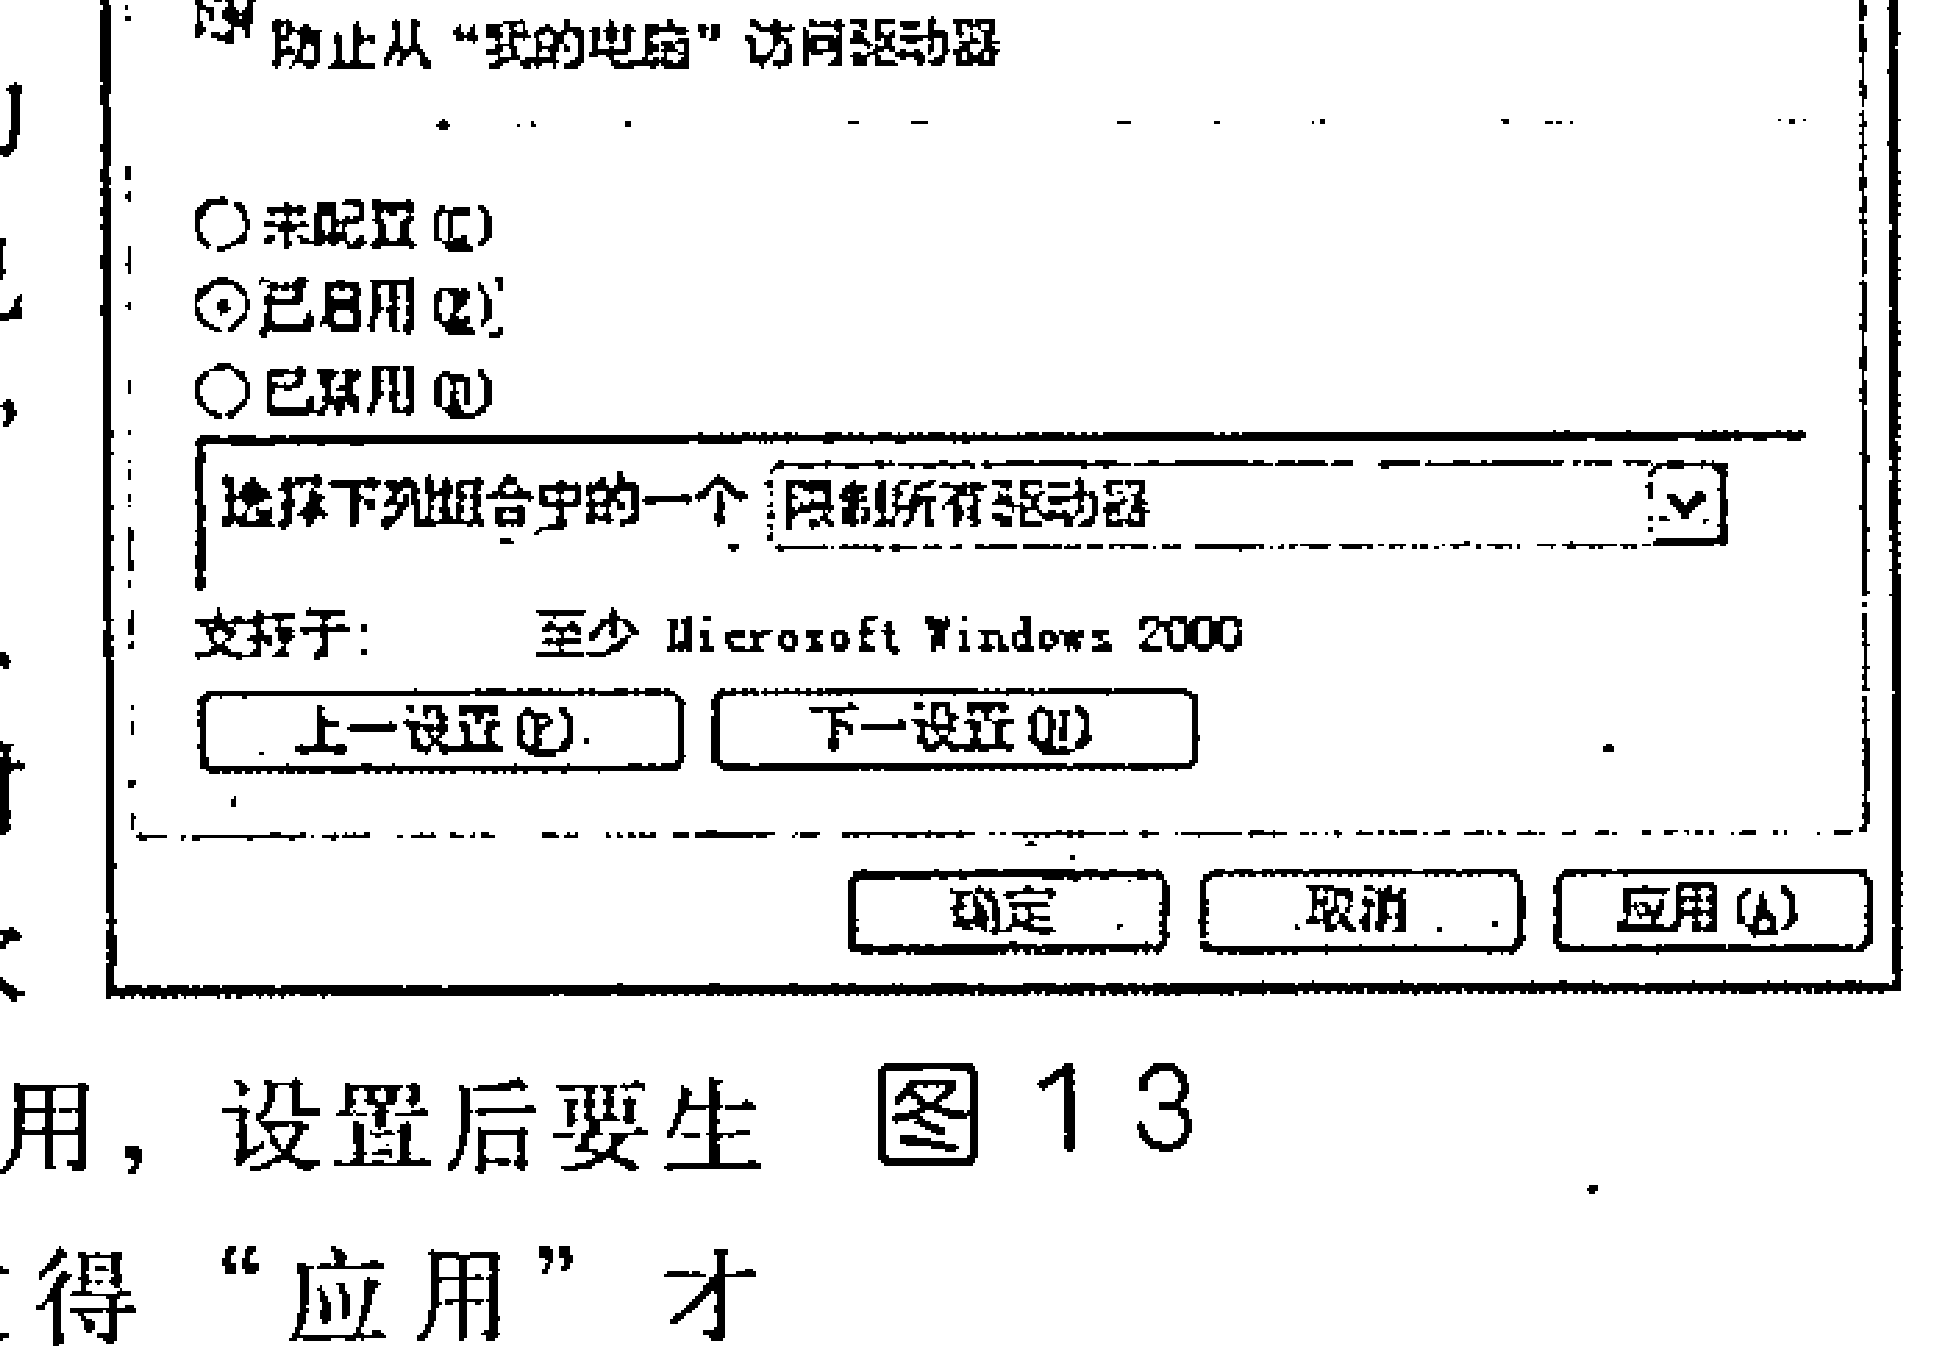 防止从“我的电脑”访问驱动器
未配置(C)
已启用(E)
已禁用(D)
选择下列组合中的一个 限制所有驱动器
支持于: 至少 Microsoft Windows 2000
上一设置(P) 下一设置(N)
确定 取消 应用(A)
用，设置后要生
图13
得“应用”才